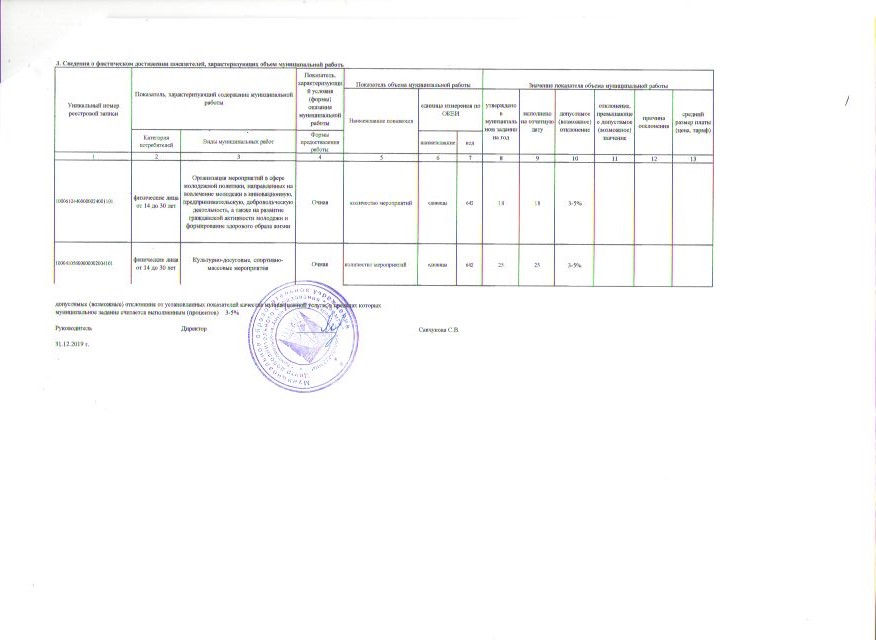 3. Сведения о фактическом достижении показателей, характеризующих объем муниципальной работы
Уникальный номер
реестровой записи
Показатель, характеризующий содержание муниципальной
работы
Показатель,
характеризующи
й условия
(формы)
оказания
муниципальной
работы
Показатель объема муниципальной работы
Значение показателя объема муниципальной работы
Наименование показателя
единица измерения по
ОКЕИ
утверждено
в
муниципаль
ном задании
на год
исполнено
на отчетную
дату
допустимое
(возможное)
отклонение
отклонение,
превышающе
е допустимое
(возможное)
значение
причина
отклонения
средний
размер платы
(цена, тариф)
Категория
потребителей
Виды муниципальных работ
Формы
предоставления
работы
наименование
код
1 2 3 4 5 6 7 8 9 10 11 12 13
физические лица
от 14 до 30 лет
Организация мероприятий в сфере
молодежной политики, направленных на
вовлечение молодежи в инновационную,
предпринимательскую, добровольческую
деятельность, а также на развитие
гражданской активности молодежи и
формирование здорового образа жизни
Очная
количество мероприятий
единица
642
18
18
3-5%
физические лица
от 14 до 30 лет
Культурно-досуговые, спортивно-
массовые мероприятия
Очная
количество мероприятий
единица
642
25
25
3-5%
допустимые (возможные) отклонения от установленных показателей качества муниципальной услуги, в пределах которых
муниципальное задание считается выполненным (процентов) 3-5%
Руководитель Директор Савчукова С.В.
31.12.2019 г.